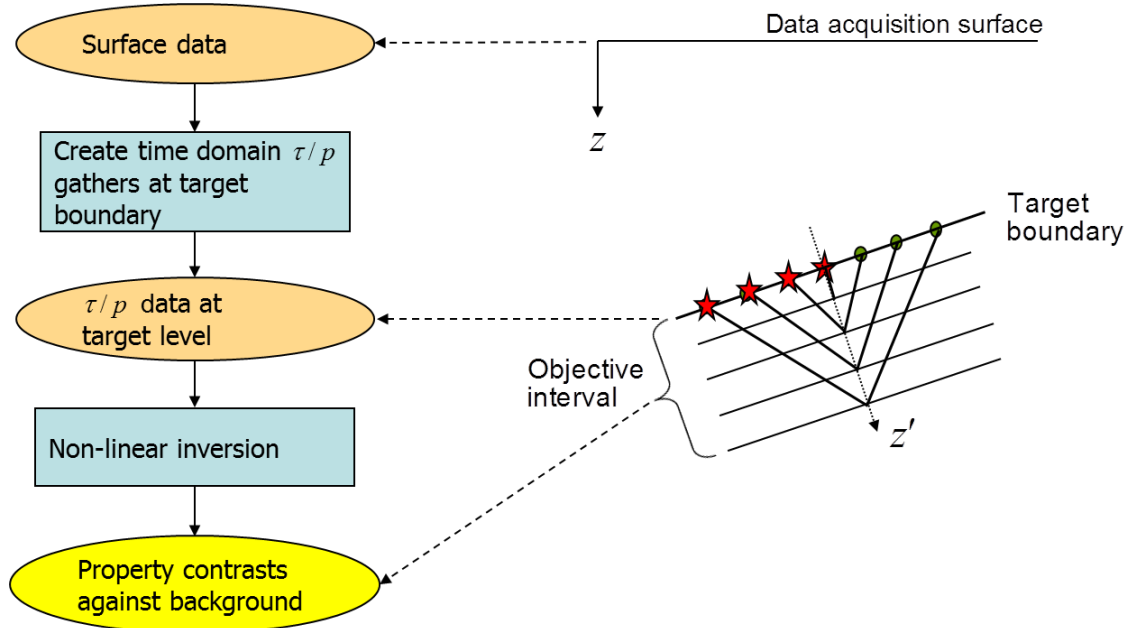 Surface data
Data acquisition surface
z
Create time domain τ / p
gathers at target
boundary
Target
boundary
τ / p data at
target level
Objective
interval
z′
Non-linear inversion
Property contrasts
against background